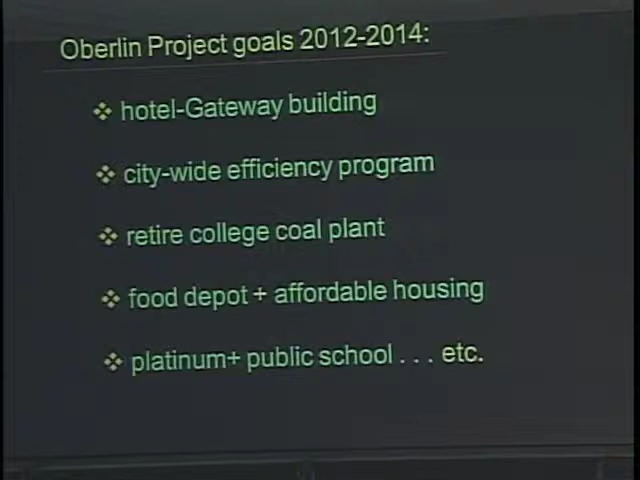 Oberlin Project goals 2012-2014:
❖ hotel-Gateway building
❖ city-wide efficiency program
❖ retire college coal plant
❖ food depot + affordable housing
❖ platinum+ public school . . . etc.